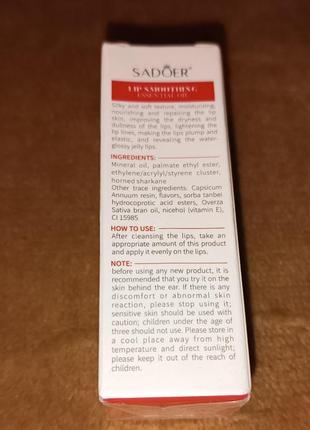 SADOER
LIP SMOOTHING
ESSENTIAL OIL
Silky and soft texture, moisturizing,
nourishing and repairing the lip
skin, improving the dryness and
dullness of the lips, lightening the
lip lines, making the lips plump and
elastic, and revealing the water-
glossy jelly lips.
INGREDIENTS:
Mineral oil, palmate ethyl ester,
ethylene/acrylyl/styrene cluster,
horned sharkane
Other trace ingredients: Capsicum
Annuum resin, flavors, sorba tanbei
hydrocoprotic acid esters, Overza
Sativa bran oil, nicehol (vitamin E),
CI 15985
HOW TO USE:
After cleansing the lips, take an
appropriate amount of this product
and apply it evenly on the lips.
NOTE:
before using any new product, it is
recommended that you try it on the
skin behind the ear. If there is any
discomfort or abnormal skin
reaction, please stop using it;
sensitive skin should be used with
caution; children under the age of
three should not use. Please store in
a cool place away from high
temperature and direct sunlight;
please keep it out of the reach of
children.